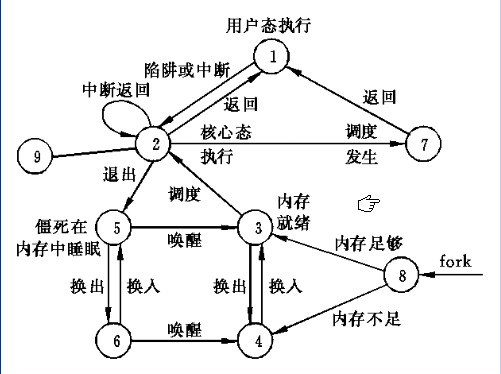 用户态执行
1
陷阱或中断
中断返回
返回
返回
9
2
核心态
调度
7
执行
发生
退出
调度
内存
就绪
僵死在
5
3
内存中睡眠
唤醒
内存足够
fork
8
换出
换入
换出
换入
内存不足
唤醒
6
4